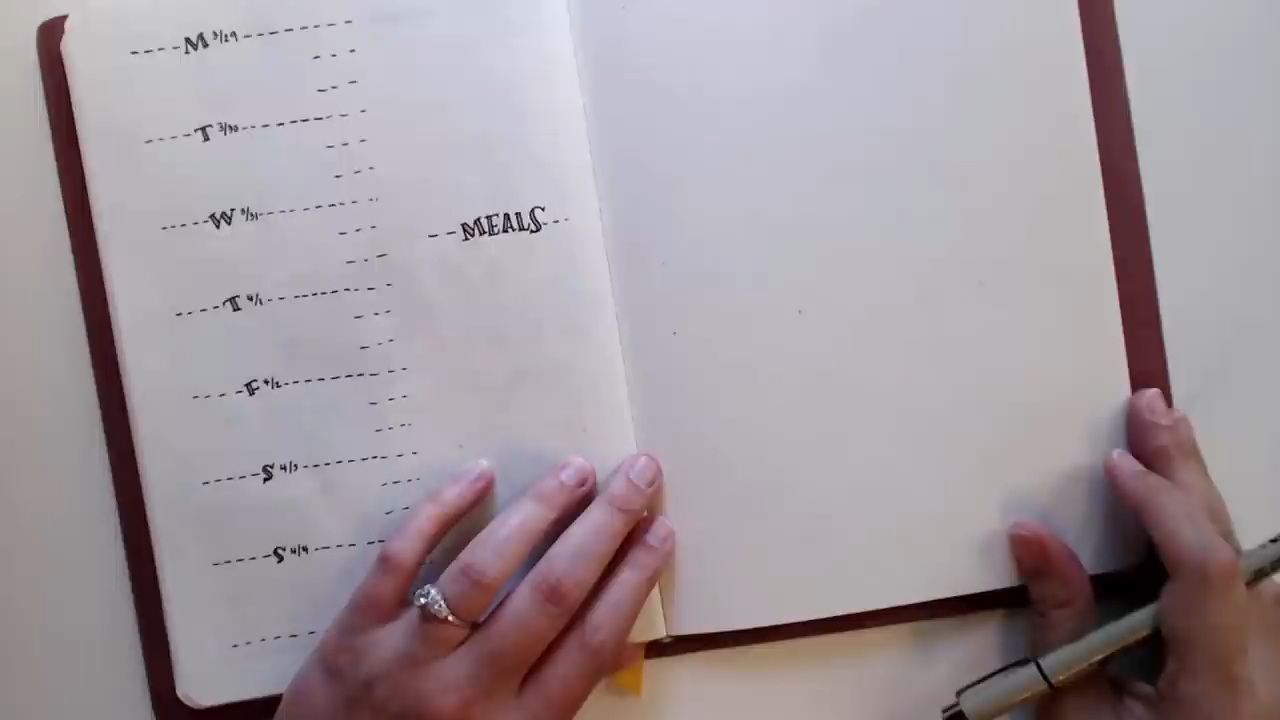 M 3/29
T 3/30
W 3/31
MEALS
T 4/1
F 4/2
S 4/3
S 4/4